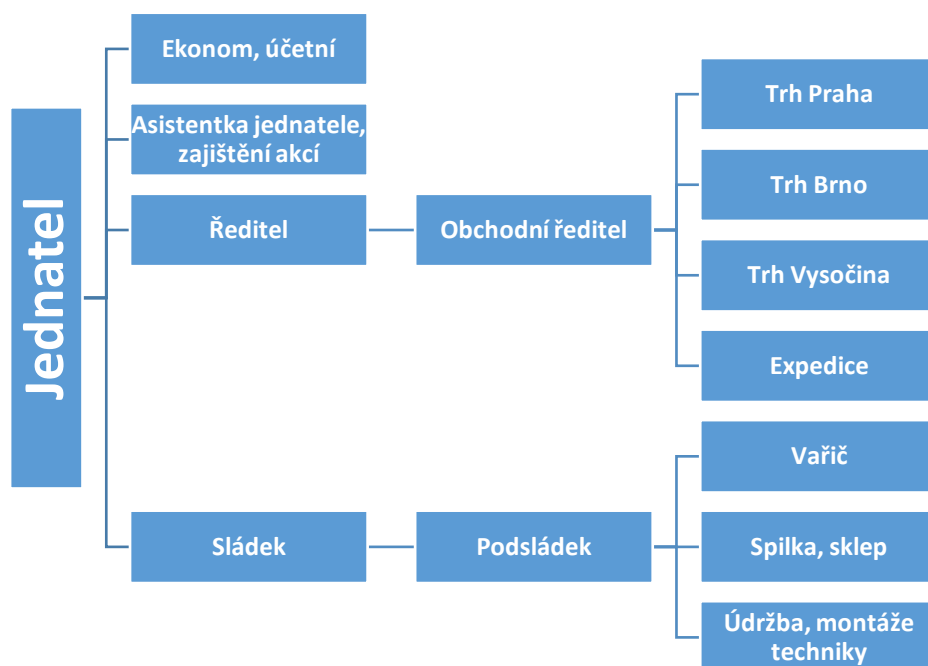 Jednatel
Ekonom, účetní
Asistentka jednatele,
zajištění akcí
Ředitel
Obchodní ředitel
Trh Praha
Trh Brno
Trh Vysočina
Expedice
Sládek
Podsládek
Vařič
Spilka, sklep
Údržba, montáže
techniky